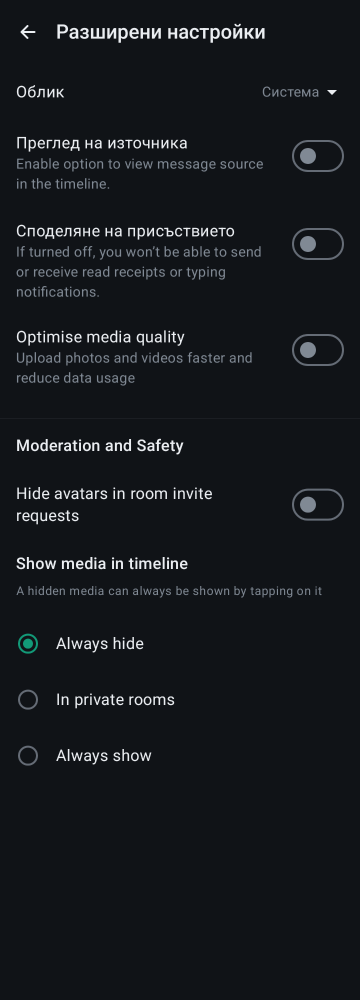 Разширени настройки
Облик
Система
Преглед на източника
Enable option to view message source
in the timeline.
Споделяне на присъствието
If turned off, you won't be able to send
or receive read receipts or typing
notifications.
Optimise media quality
Upload photos and videos faster and
reduce data usage
Moderation and Safety
Hide avatars in room invite
requests
Show media in timeline
A hidden media can always be shown by tapping on it
Always hide
In private rooms
Always show